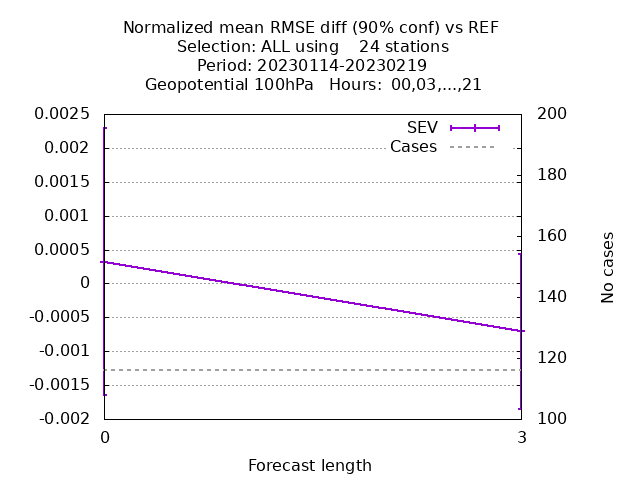 Normalized mean RMSE diff (90% conf) vs REF
Selection: ALL using    24 stations
Period: 20230114-20230219
Geopotential 100hPa   Hours:  00,03,...,21
0.0025
0.002
0.0015
0.001
0.0005
0
-0.0005
-0.001
-0.0015
-0.002
SEV
Cases
200
180
160
140
120
100
No cases
0
3
Forecast length